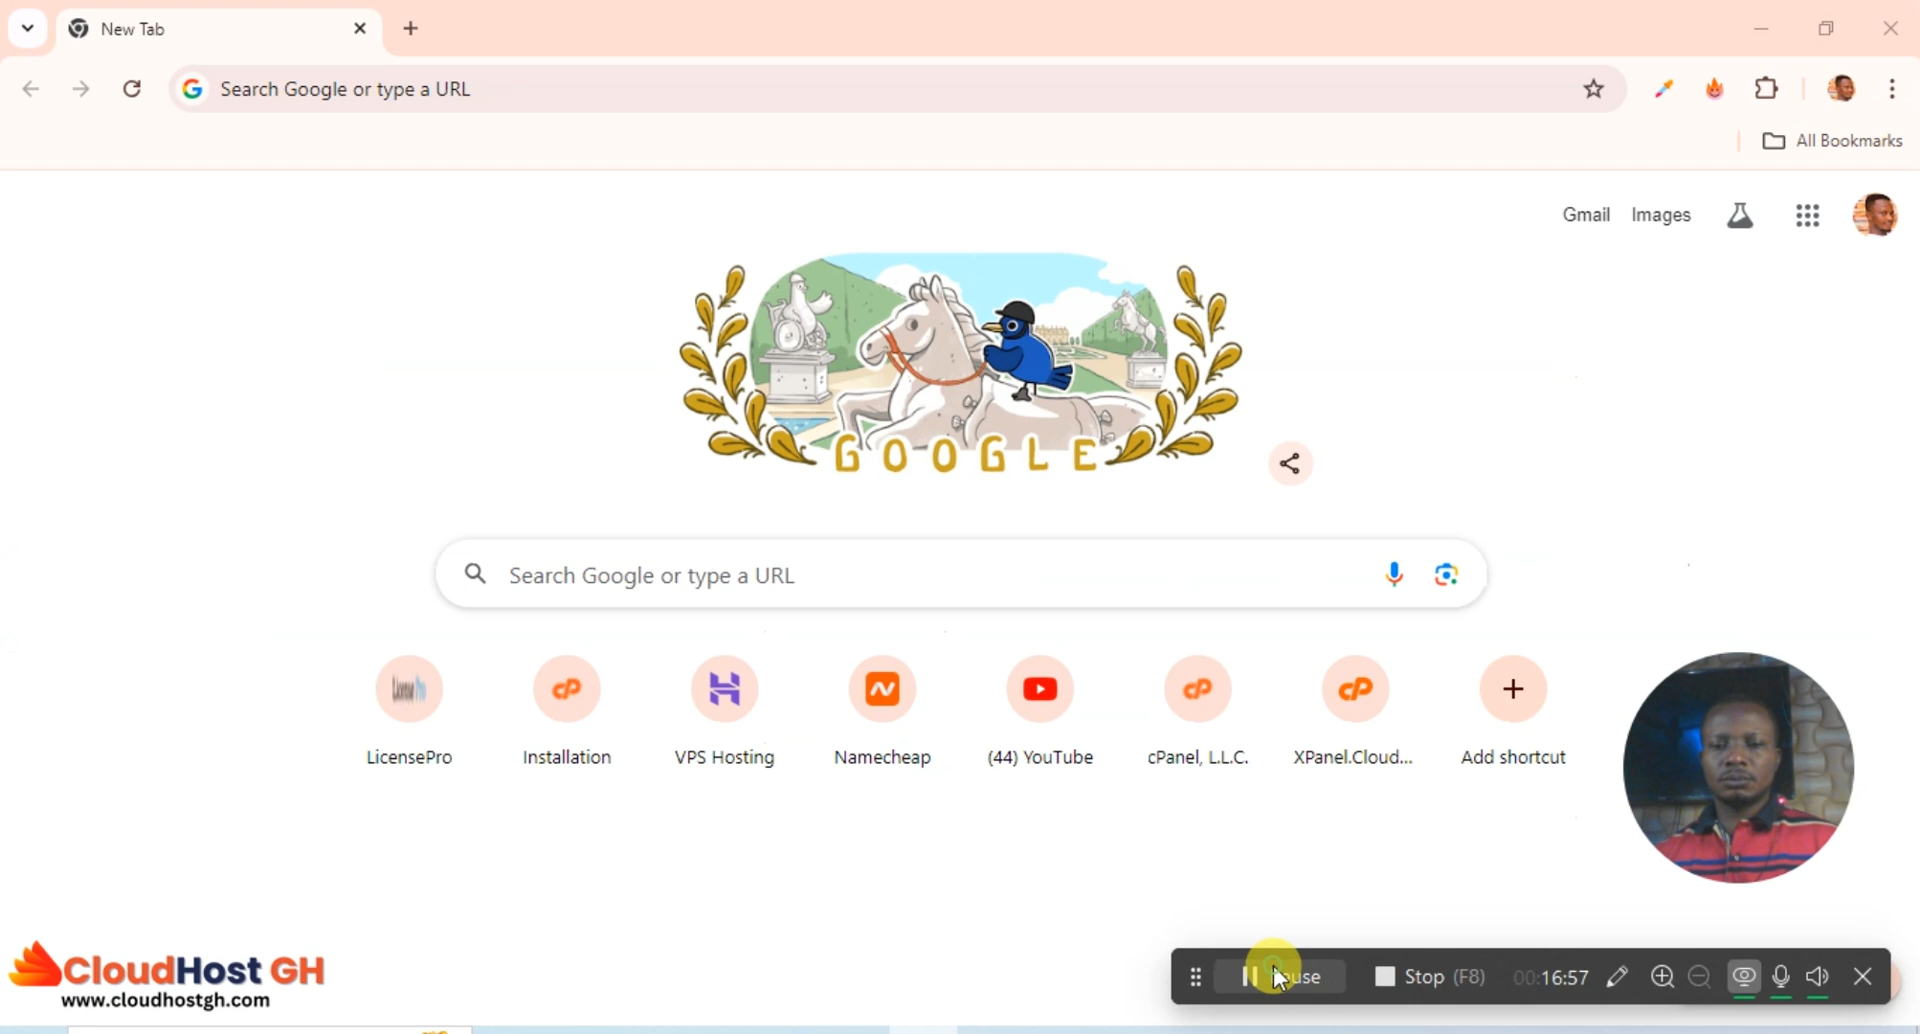 New Tab
Search Google or type a URL
All Bookmarks
Gmail Images
GOOGLE
Search Google or type a URL
LicensePro Installation VPS Hosting Namecheap (44) YouTube cPanel, L.L.C. XPanel.Cloud... Add shortcut
CloudHost GH
www.cloudhostgh.com
Stop (F8) 00:16:57